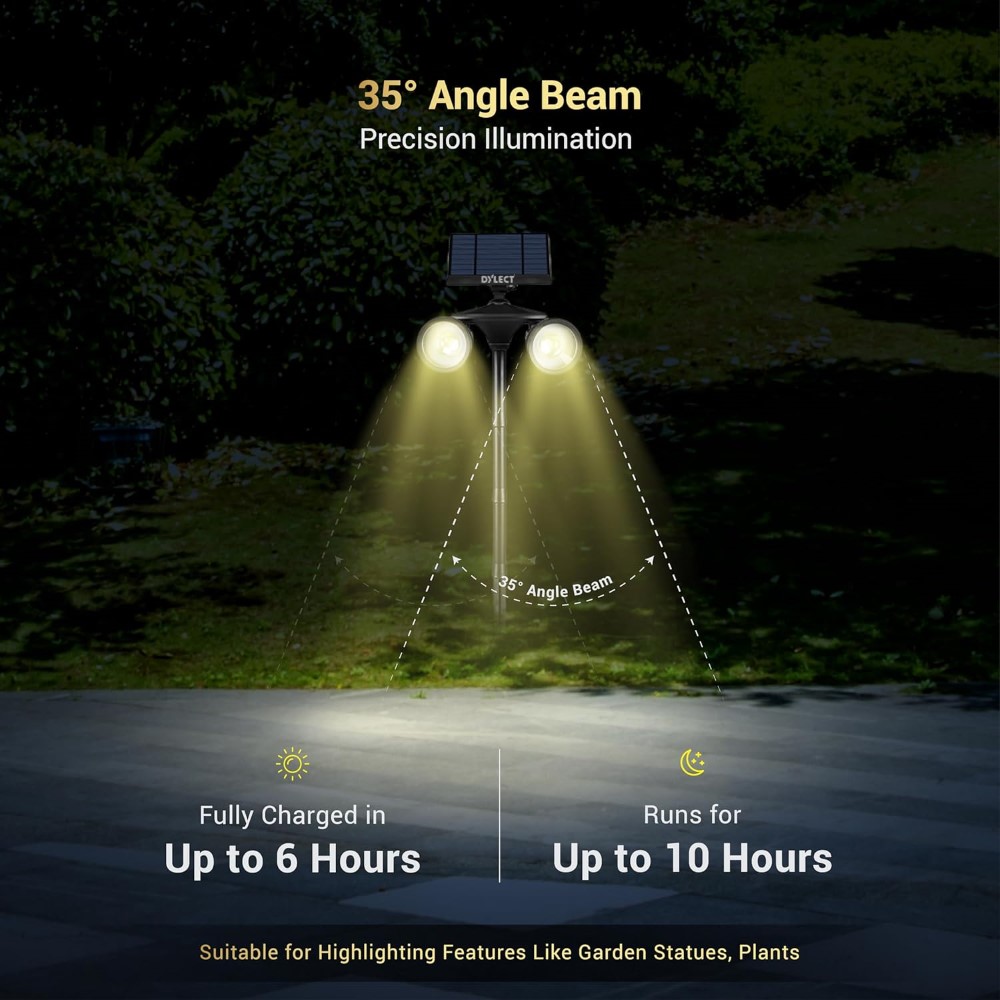 35° Angle Beam
Precision Illumination
DYLECT
35° Angle Beam
Fully Charged in
Up to 6 Hours
Runs for
Up to 10 Hours
Suitable for Highlighting Features Like Garden Statues, Plants